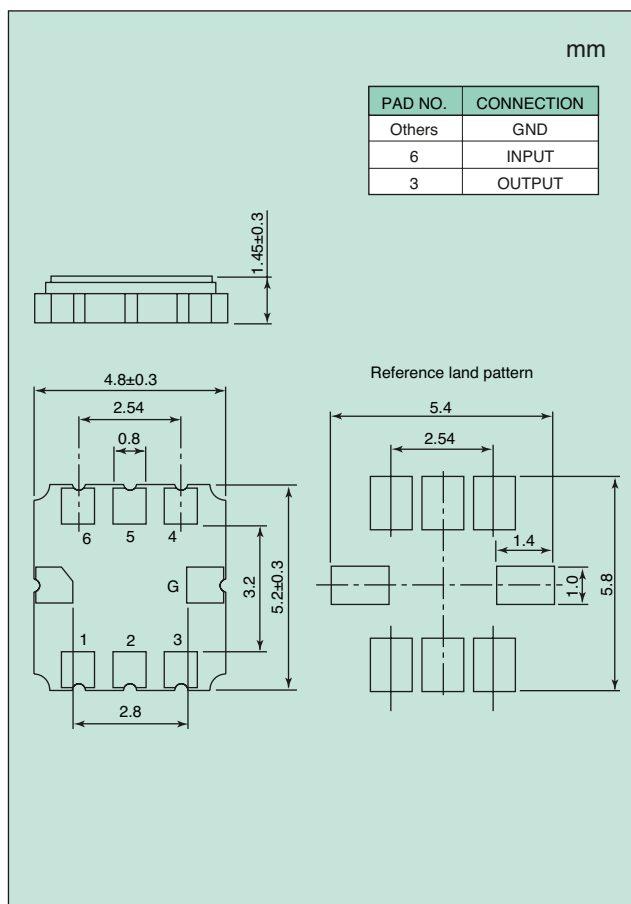 mm
PAD NO. CONNECTION
Others GND
6 INPUT
3 OUTPUT
1.45±0.3
4.8±0.3
2.54
0.8
6 5 4
G
1 2 3
3.2
5.2±0.3
2.8
Reference land pattern
5.4
2.54
1.4
1.0
5.8